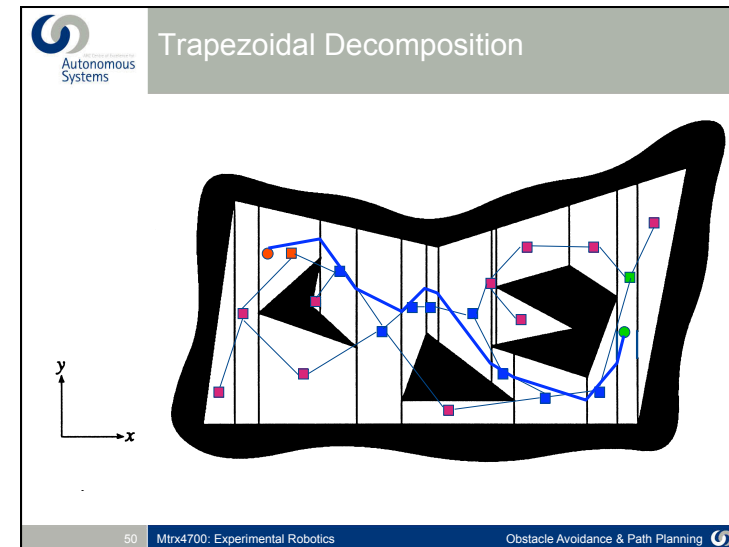 Autonomous
Systems
Trapezoidal Decomposition
y
x
50 Mtrx4700: Experimental Robotics Obstacle Avoidance & Path Planning